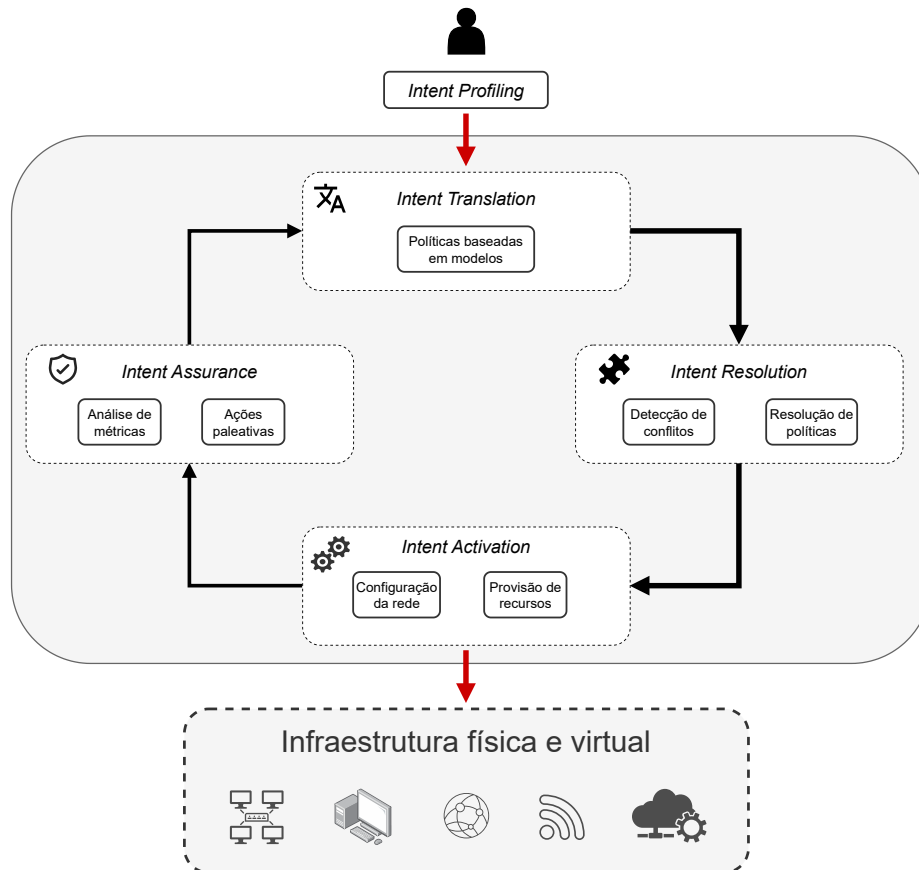 Intent Profiling
Intent Translation
Políticas baseadas
em modelos
Intent Assurance
Análise de
métricas
Ações
paleativas
Intent Resolution
Detecção de
conflitos
Resolução de
políticas
Intent Activation
Configuração
da rede
Provisão de
recursos
Infraestrutura física e virtual